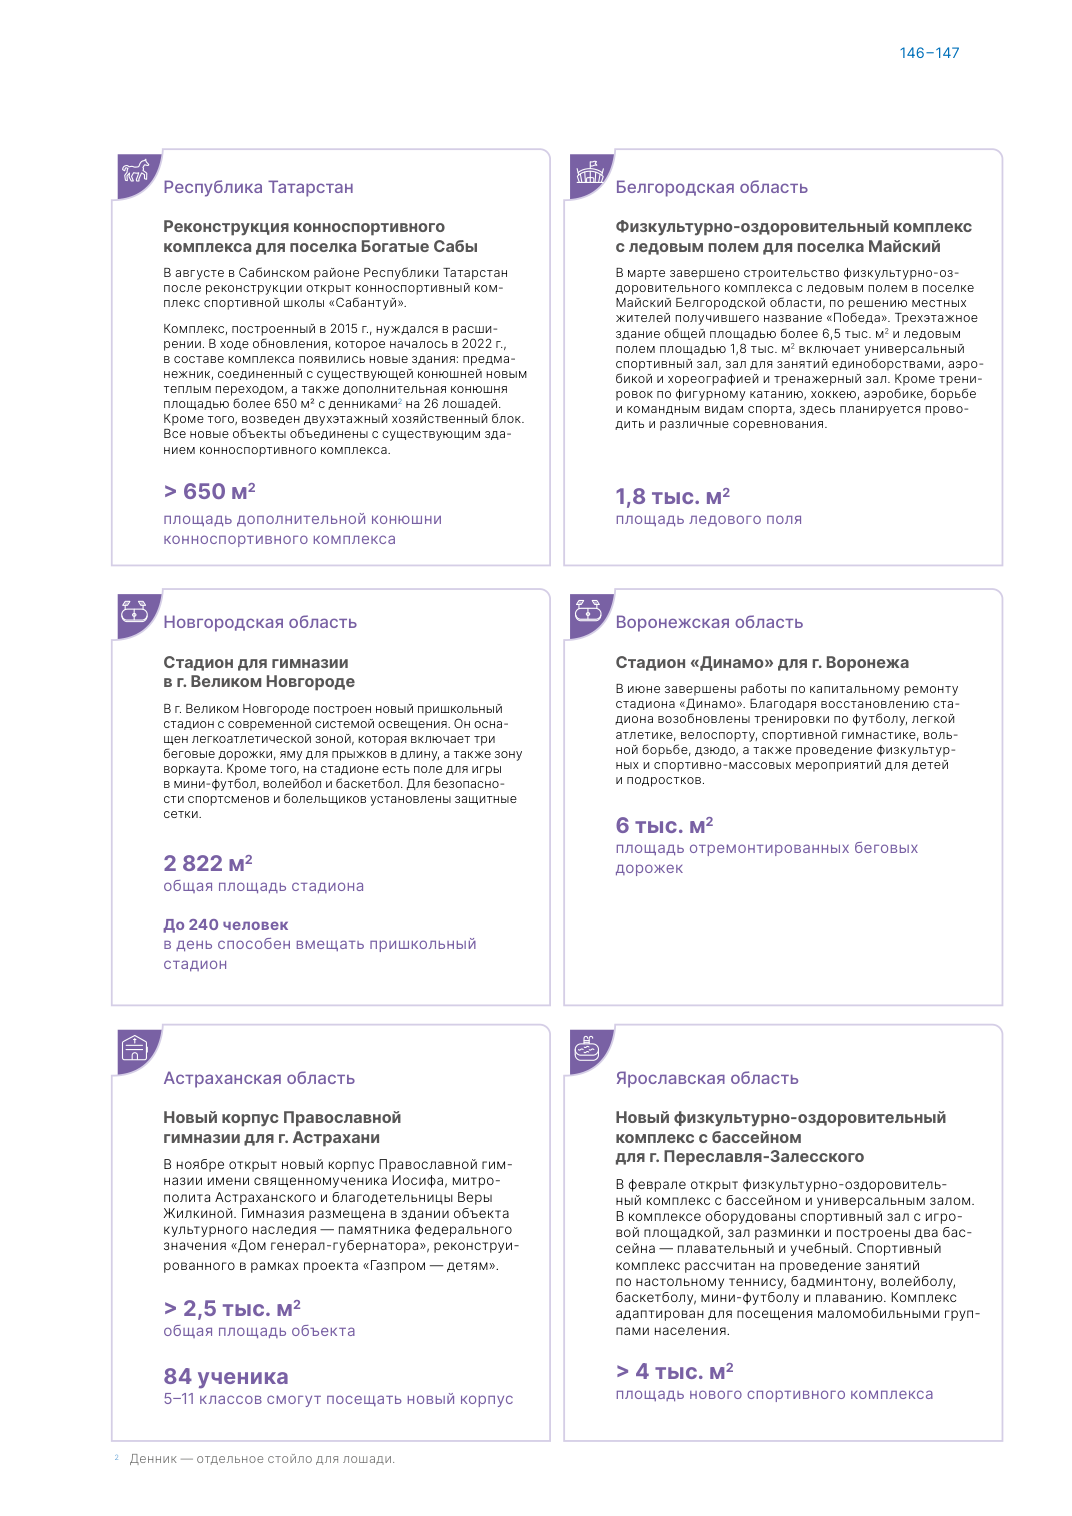 146–147
Республика Татарстан
Реконструкция конноспортивного
комплекса для поселка Богатые Сабы
В августе в Сабинском районе Республики Татарстан
после реконструкции открыт конноспортивный ком-
плекс спортивной школы «Сабантуй».
Комплекс, построенный в 2015 г., нуждался в расши-
рении. В ходе обновления, которое началось в 2022 г.,
в составе комплекса появились новые здания: предма-
нежник, соединенный с существующей конюшней новым
теплым переходом, а также дополнительная конюшня
площадью более 650 м² с денниками² на 26 лошадей.
Кроме того, возведен двухэтажный хозяйственный блок.
Все новые объекты объединены с существующим зда-
нием конноспортивного комплекса.
> 650 м²
площадь дополнительной конюшни
конноспортивного комплекса
Белгородская область
Физкультурно-оздоровительный комплекс
с ледовым полем для поселка Майский
В марте завершено строительство физкультурно-оз-
доровительного комплекса с ледовым полем в поселке
Майский Белгородской области, по решению местных
жителей получившего название «Победа». Трехэтажное
здание общей площадью более 6,5 тыс. м² и ледовым
полем площадью 1,8 тыс. м² включает универсальный
спортивный зал, зал для занятий единоборствами, аэро-
бикой и хореографией и тренажерный зал. Кроме трени-
ровок по фигурному катанию, хоккею, аэробике, борьбе
и командным видам спорта, здесь планируется прово-
дить и различные соревнования.
1,8 тыс. м²
площадь ледового поля
Новгородская область
Стадион для гимназии
в г. Великом Новгороде
В г. Великом Новгороде построен новый пришкольный
стадион с современной системой освещения. Он осна-
щен легкоатлетической зоной, которая включает три
беговые дорожки, яму для прыжков в длину, а также зону
воркаута. Кроме того, на стадионе есть поле для игры
в мини-футбол, волейбол и баскетбол. Для безопасно-
сти спортсменов и болельщиков установлены защитные
сетки.
2 822 м²
общая площадь стадиона
До 240 человек
в день способен вмещать пришкольный
стадион
Воронежская область
Стадион «Динамо» для г. Воронежа
В июне завершены работы по капитальному ремонту
стадиона «Динамо». Благодаря восстановлению ста-
диона возобновлены тренировки по футболу, легкой
атлетике, велоспорту, спортивной гимнастике, воль-
ной борьбе, дзюдо, а также проведение физкультур-
ных и спортивно-массовых мероприятий для детей
и подростков.
6 тыс. м²
площадь отремонтированных беговых
дорожек
Астраханская область
Новый корпус Православной
гимназии для г. Астрахани
В ноябре открыт новый корпус Православной гим-
назии имени священномученика Иосифа, митро-
полита Астраханского и благодетельницы Веры
Жилкиной. Гимназия размещена в здании объекта
культурного наследия — памятника федерального
значения «Дом генерал-губернатора», реконструи-
рованного в рамках проекта «Газпром — детям».
> 2,5 тыс. м²
общая площадь объекта
84 ученика
5–11 классов смогут посещать новый корпус
Ярославская область
Новый физкультурно-оздоровительный
комплекс с бассейном
для г. Переславля-Залесского
В феврале открыт физкультурно-оздоровитель-
ный комплекс с бассейном и универсальным залом.
В комплексе оборудованы спортивный зал с игро-
вой площадкой, зал разминки и построены два бас-
сейна — плавательный и учебный. Спортивный
комплекс рассчитан на проведение занятий
по настольному теннису, бадминтону, волейболу,
баскетболу, мини-футболу и плаванию. Комплекс
адаптирован для посещения маломобильными груп-
пами населения.
> 4 тыс. м²
площадь нового спортивного комплекса
² Денник — отдельное стойло для лошади.